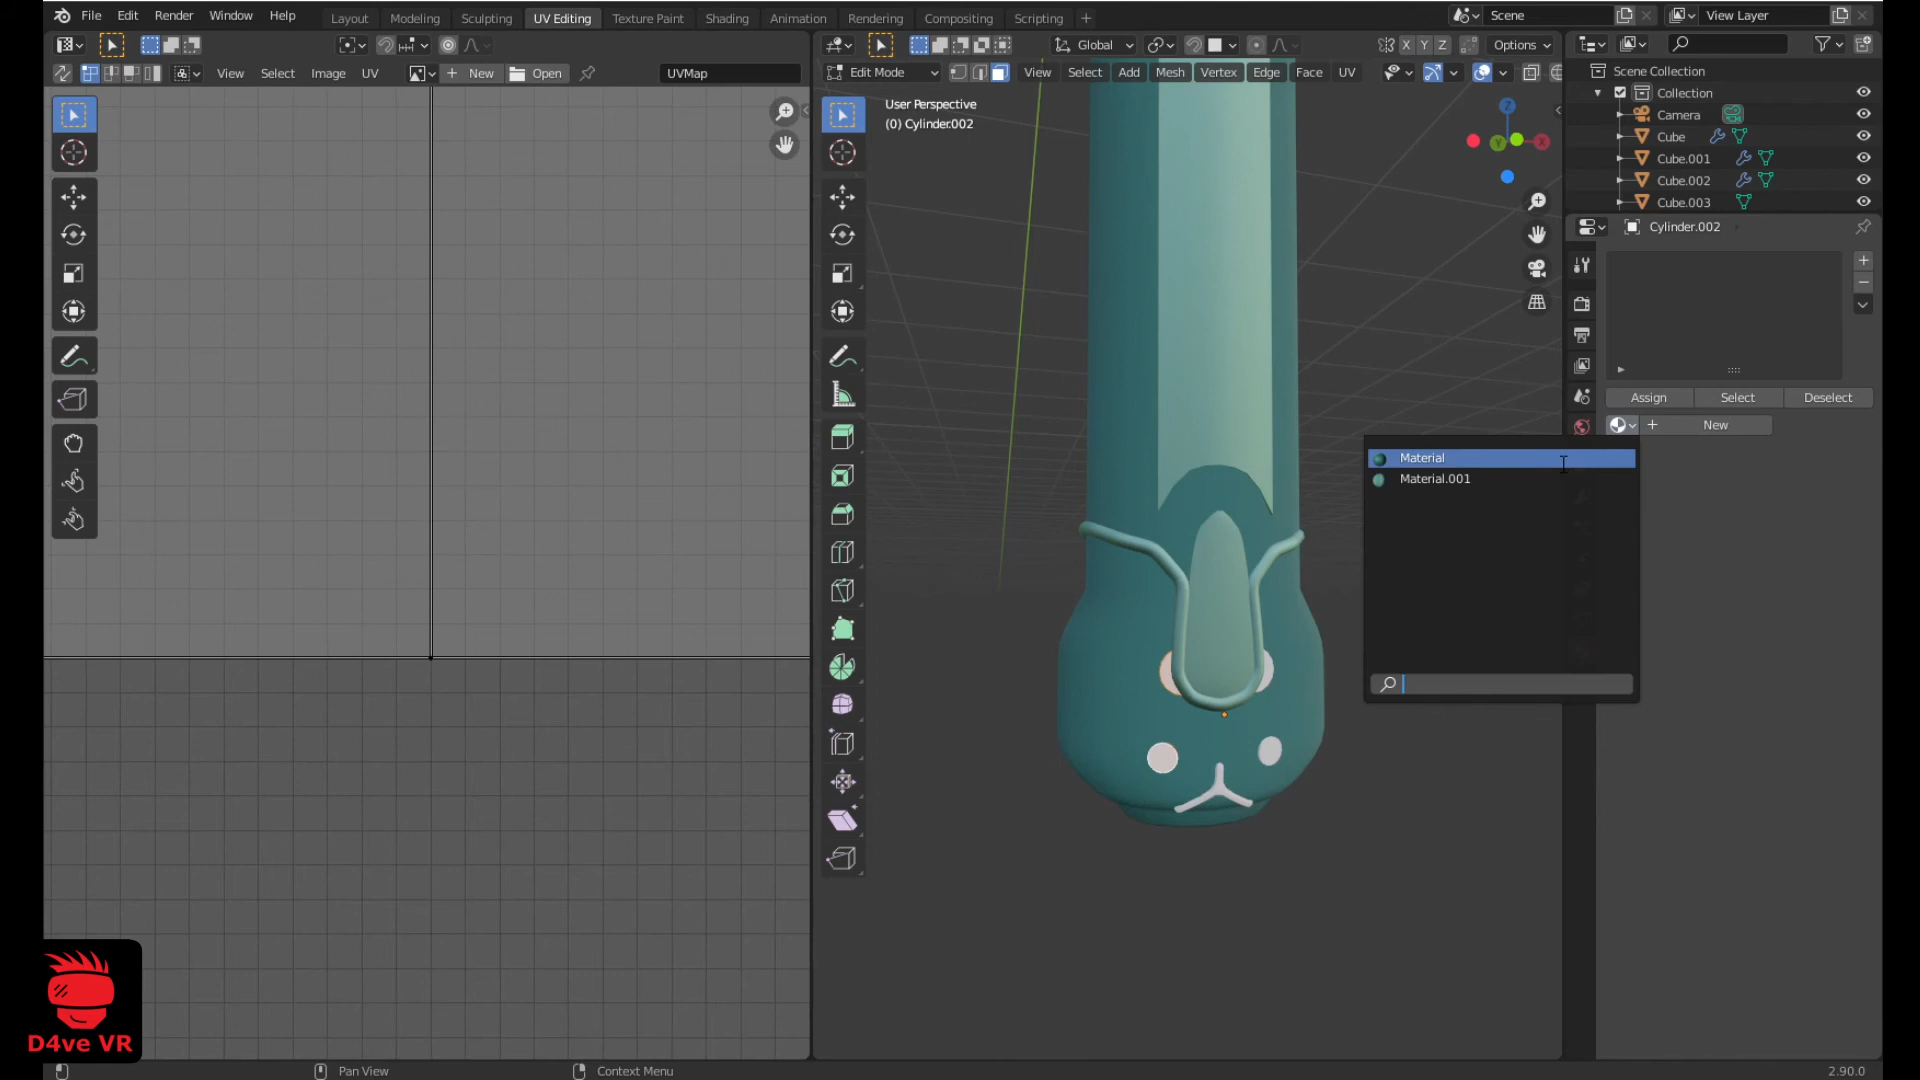 File Edit Render Window Help
Layout Modeling Sculpting UV Editing Texture Paint Shading Animation Rendering Compositing Scripting +
Scene
View Layer
Global
X Y Z
Options
View Select Image UV
+ New Open
UVMap
Edit Mode
View Select Add Mesh Vertex Edge Face UV
Scene Collection
Collection
Camera
Cube
Cube.001
Cube.002
Cube.003
User Perspective
(0) Cylinder.002
Z
Y
X
Cylinder.002
Assign Select Deselect
+ New
Material
Material.001
D4ve VR
Pan View
Context Menu
2.90.0